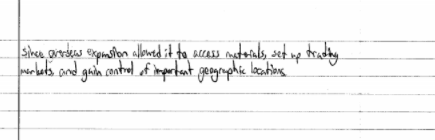 since overseas expansion allowed it to access materials, set up trading
markets, and gain control of important geographic locations.